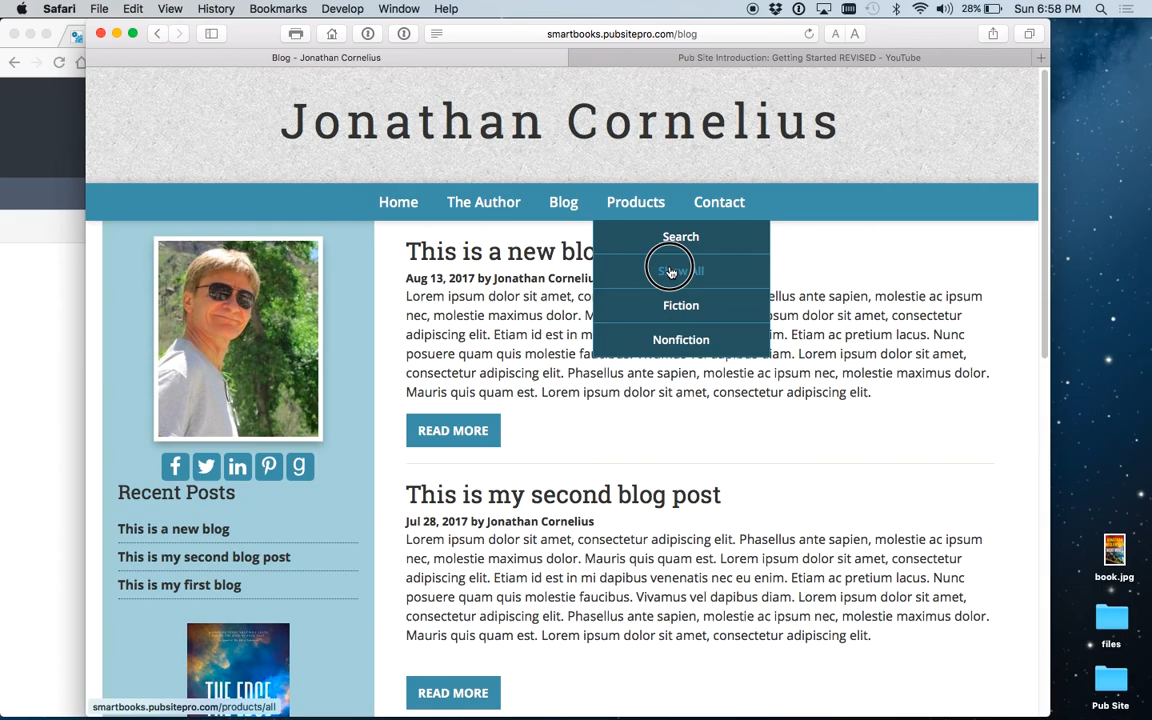 Safari File Edit View History Bookmarks Develop Window Help 28% Sun 6:58 PM
smartbooks.pubsitepro.com/blog A A
Blog - Jonathan Cornelius Pub Site Introduction: Getting Started REVISED - YouTube
Jonathan Cornelius
Home The Author Blog Products Contact
Search
Show All
Fiction
Nonfiction
This is a new blo
Aug 13, 2017 by Jonathan Corneliu
Lorem ipsum dolor sit amet, co ellus ante sapien, molestie ac ipsum
nec, molestie maximus dolor. psum dolor sit amet, consectetur
adipiscing elit. Etiam id est in m diam. Etiam ac pretium lacus. Vivamus
posuere quam quis molestie iam. Lorem ipsum dolor sit amet,
consectetur adipiscing elit. Phasellus ante sapien, molestie ac ipsum nec, molestie maximus dolor.
Mauris quis quam est. Lorem ipsum dolor sit amet, consectetur adipiscing elit.
READ MORE
This is my second blog post
Jul 28, 2017 by Jonathan Cornelius
Lorem ipsum dolor sit amet, consectetur adipiscing elit. Phasellus ante sapien, molestie ac ipsum
nec, molestie maximus dolor. Mauris quis quam est. Lorem ipsum dolor sit amet, consectetur
adipiscing elit. Etiam id est in mi dapibus venenatis nec eu enim. Etiam ac pretium lacus. Vivamus
posuere quam quis molestie faucibus. Vivamus vel dapibus diam. Lorem ipsum dolor sit amet,
consectetur adipiscing elit. Phasellus ante sapien, molestie ac ipsum nec, molestie maximus dolor.
Mauris quis quam est. Lorem ipsum dolor sit amet, consectetur adipiscing elit.
READ MORE
f in g
Recent Posts
This is a new blog
This is my second blog post
This is my first blog
THE EDGE
smartbooks.pubsitepro.com/products/all
book.jpg
files
Pub Site